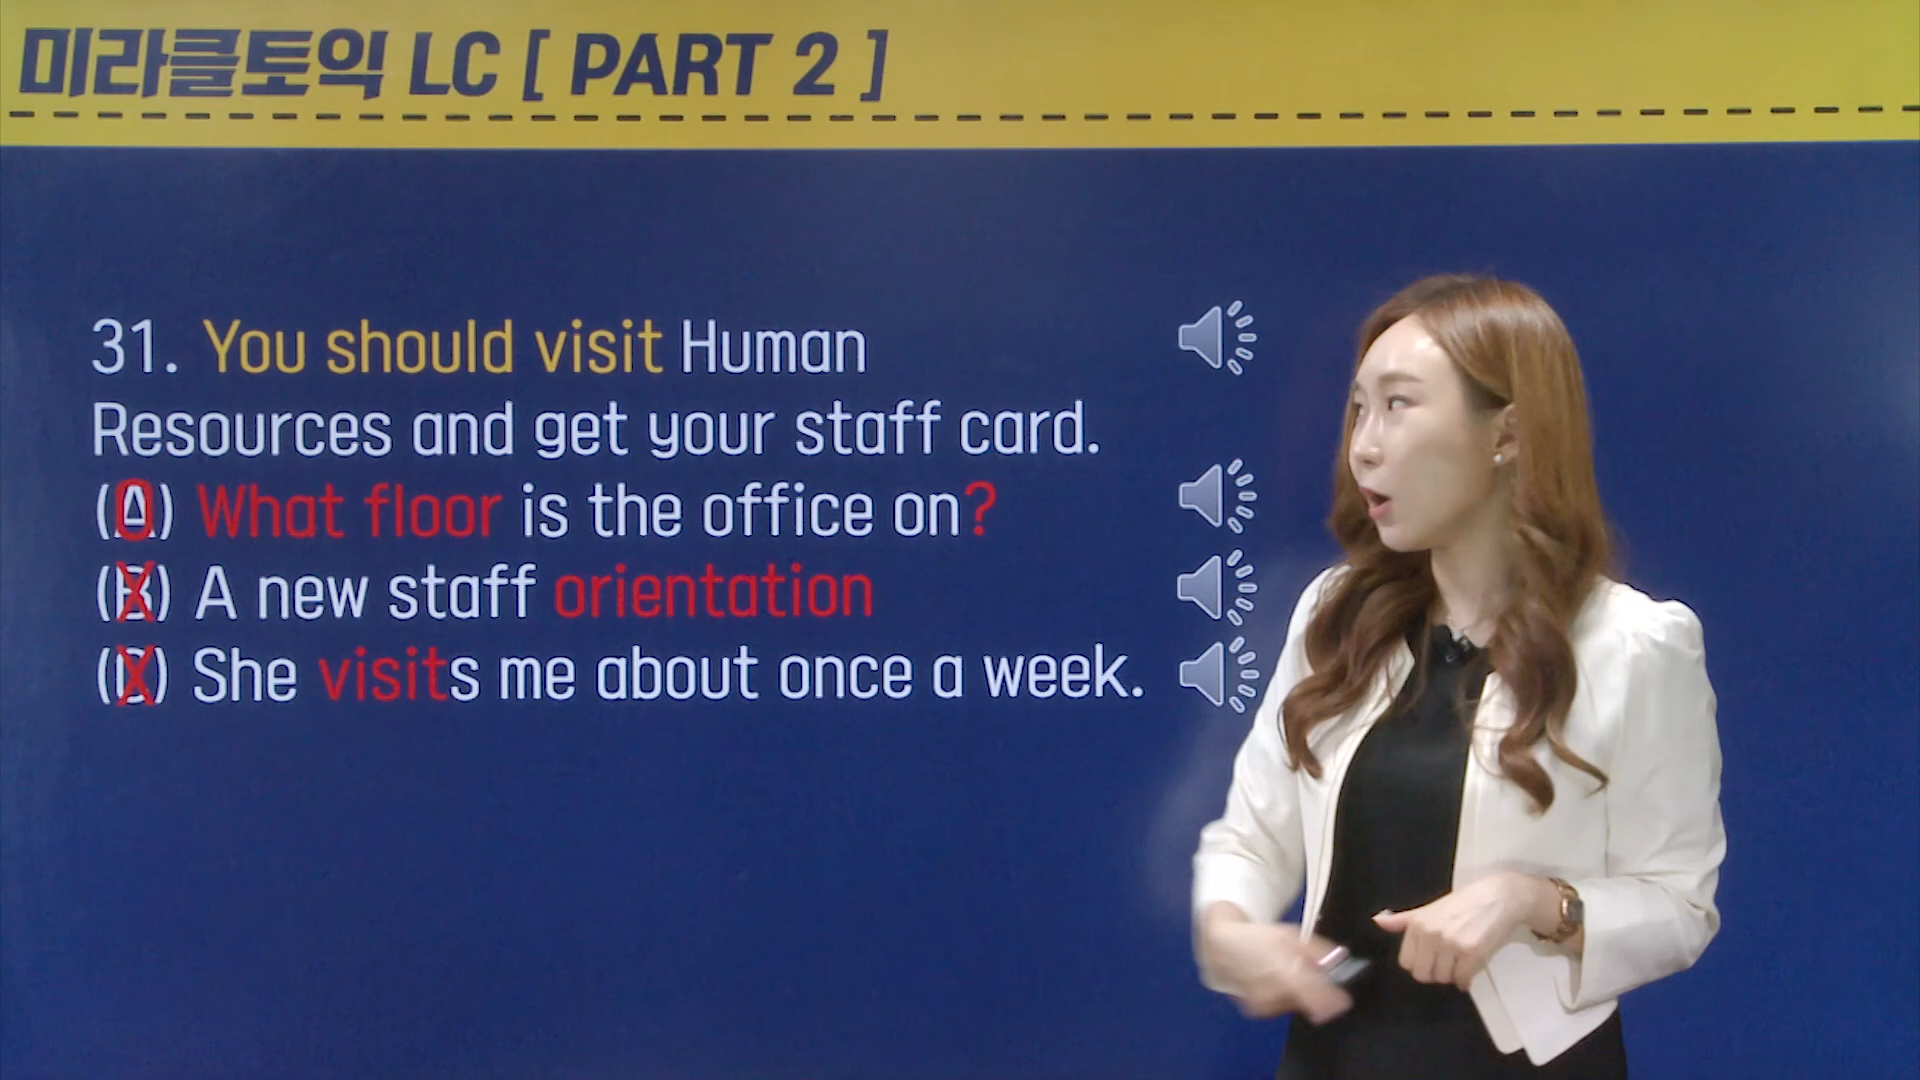 미라클토익 LC [ PART 2 ]
31. You should visit Human
Resources and get your staff card.
(A) What floor is the office on?
(B) A new staff orientation
(C) She visits me about once a week.